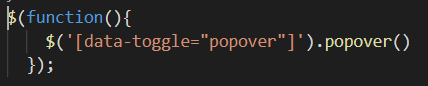 $(function(){
$('[data-toggle="popover"]').popover()
});